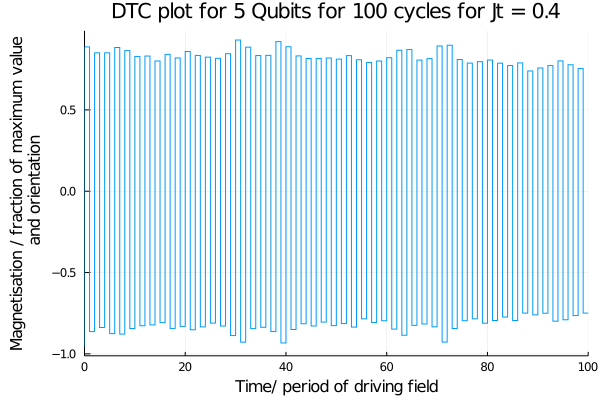 DTC plot for 5 Qubits for 100 cycles for Jt = 0.4
Magnetisation / fraction of maximum value
and orientation
0.5
0.0
−0.5
−1.0
0 20 40 60 80 100
Time/ period of driving field